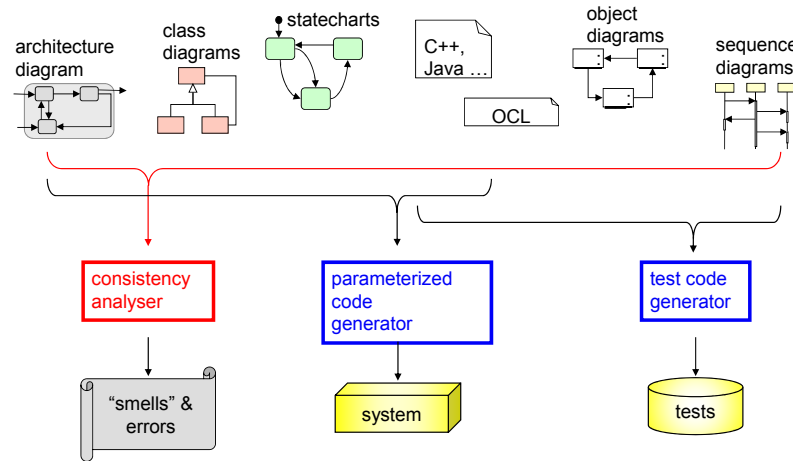 architecture
diagram
class
diagrams
statecharts
C++,
Java …
OCL
object
diagrams
sequence
diagrams
consistency
analyser
parameterized
code
generator
test code
generator
“smells” &
errors
system
tests